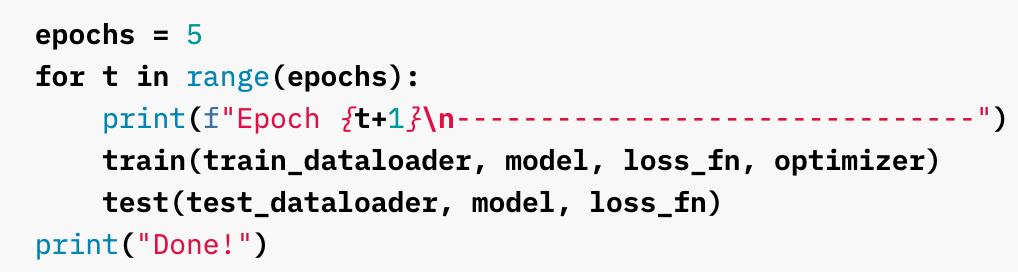 epochs = 5
for t in range(epochs):
    print(f"Epoch {t+1}\n-------------------------------")
    train(train_dataloader, model, loss_fn, optimizer)
    test(test_dataloader, model, loss_fn)
print("Done!")